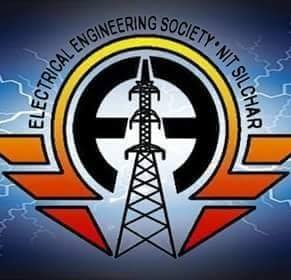 ELECTRICAL ENGINEERING SOCIETY • NIT SILCHAR